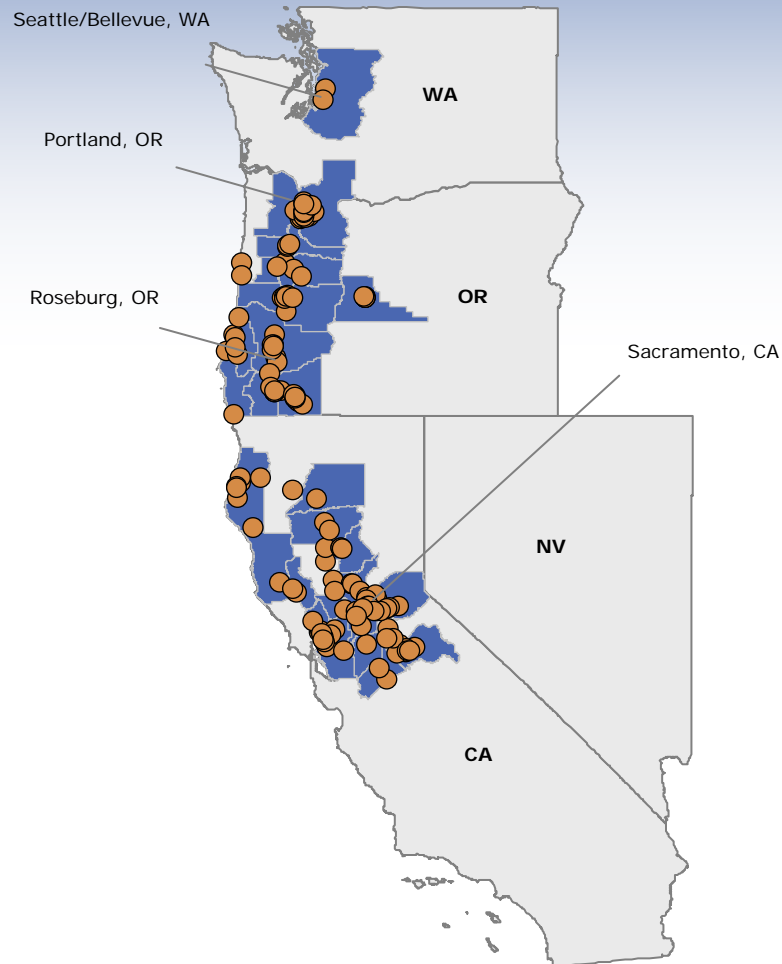 Seattle/Bellevue, WA
WA
Portland, OR
Roseburg, OR
OR
Sacramento, CA
NV
CA